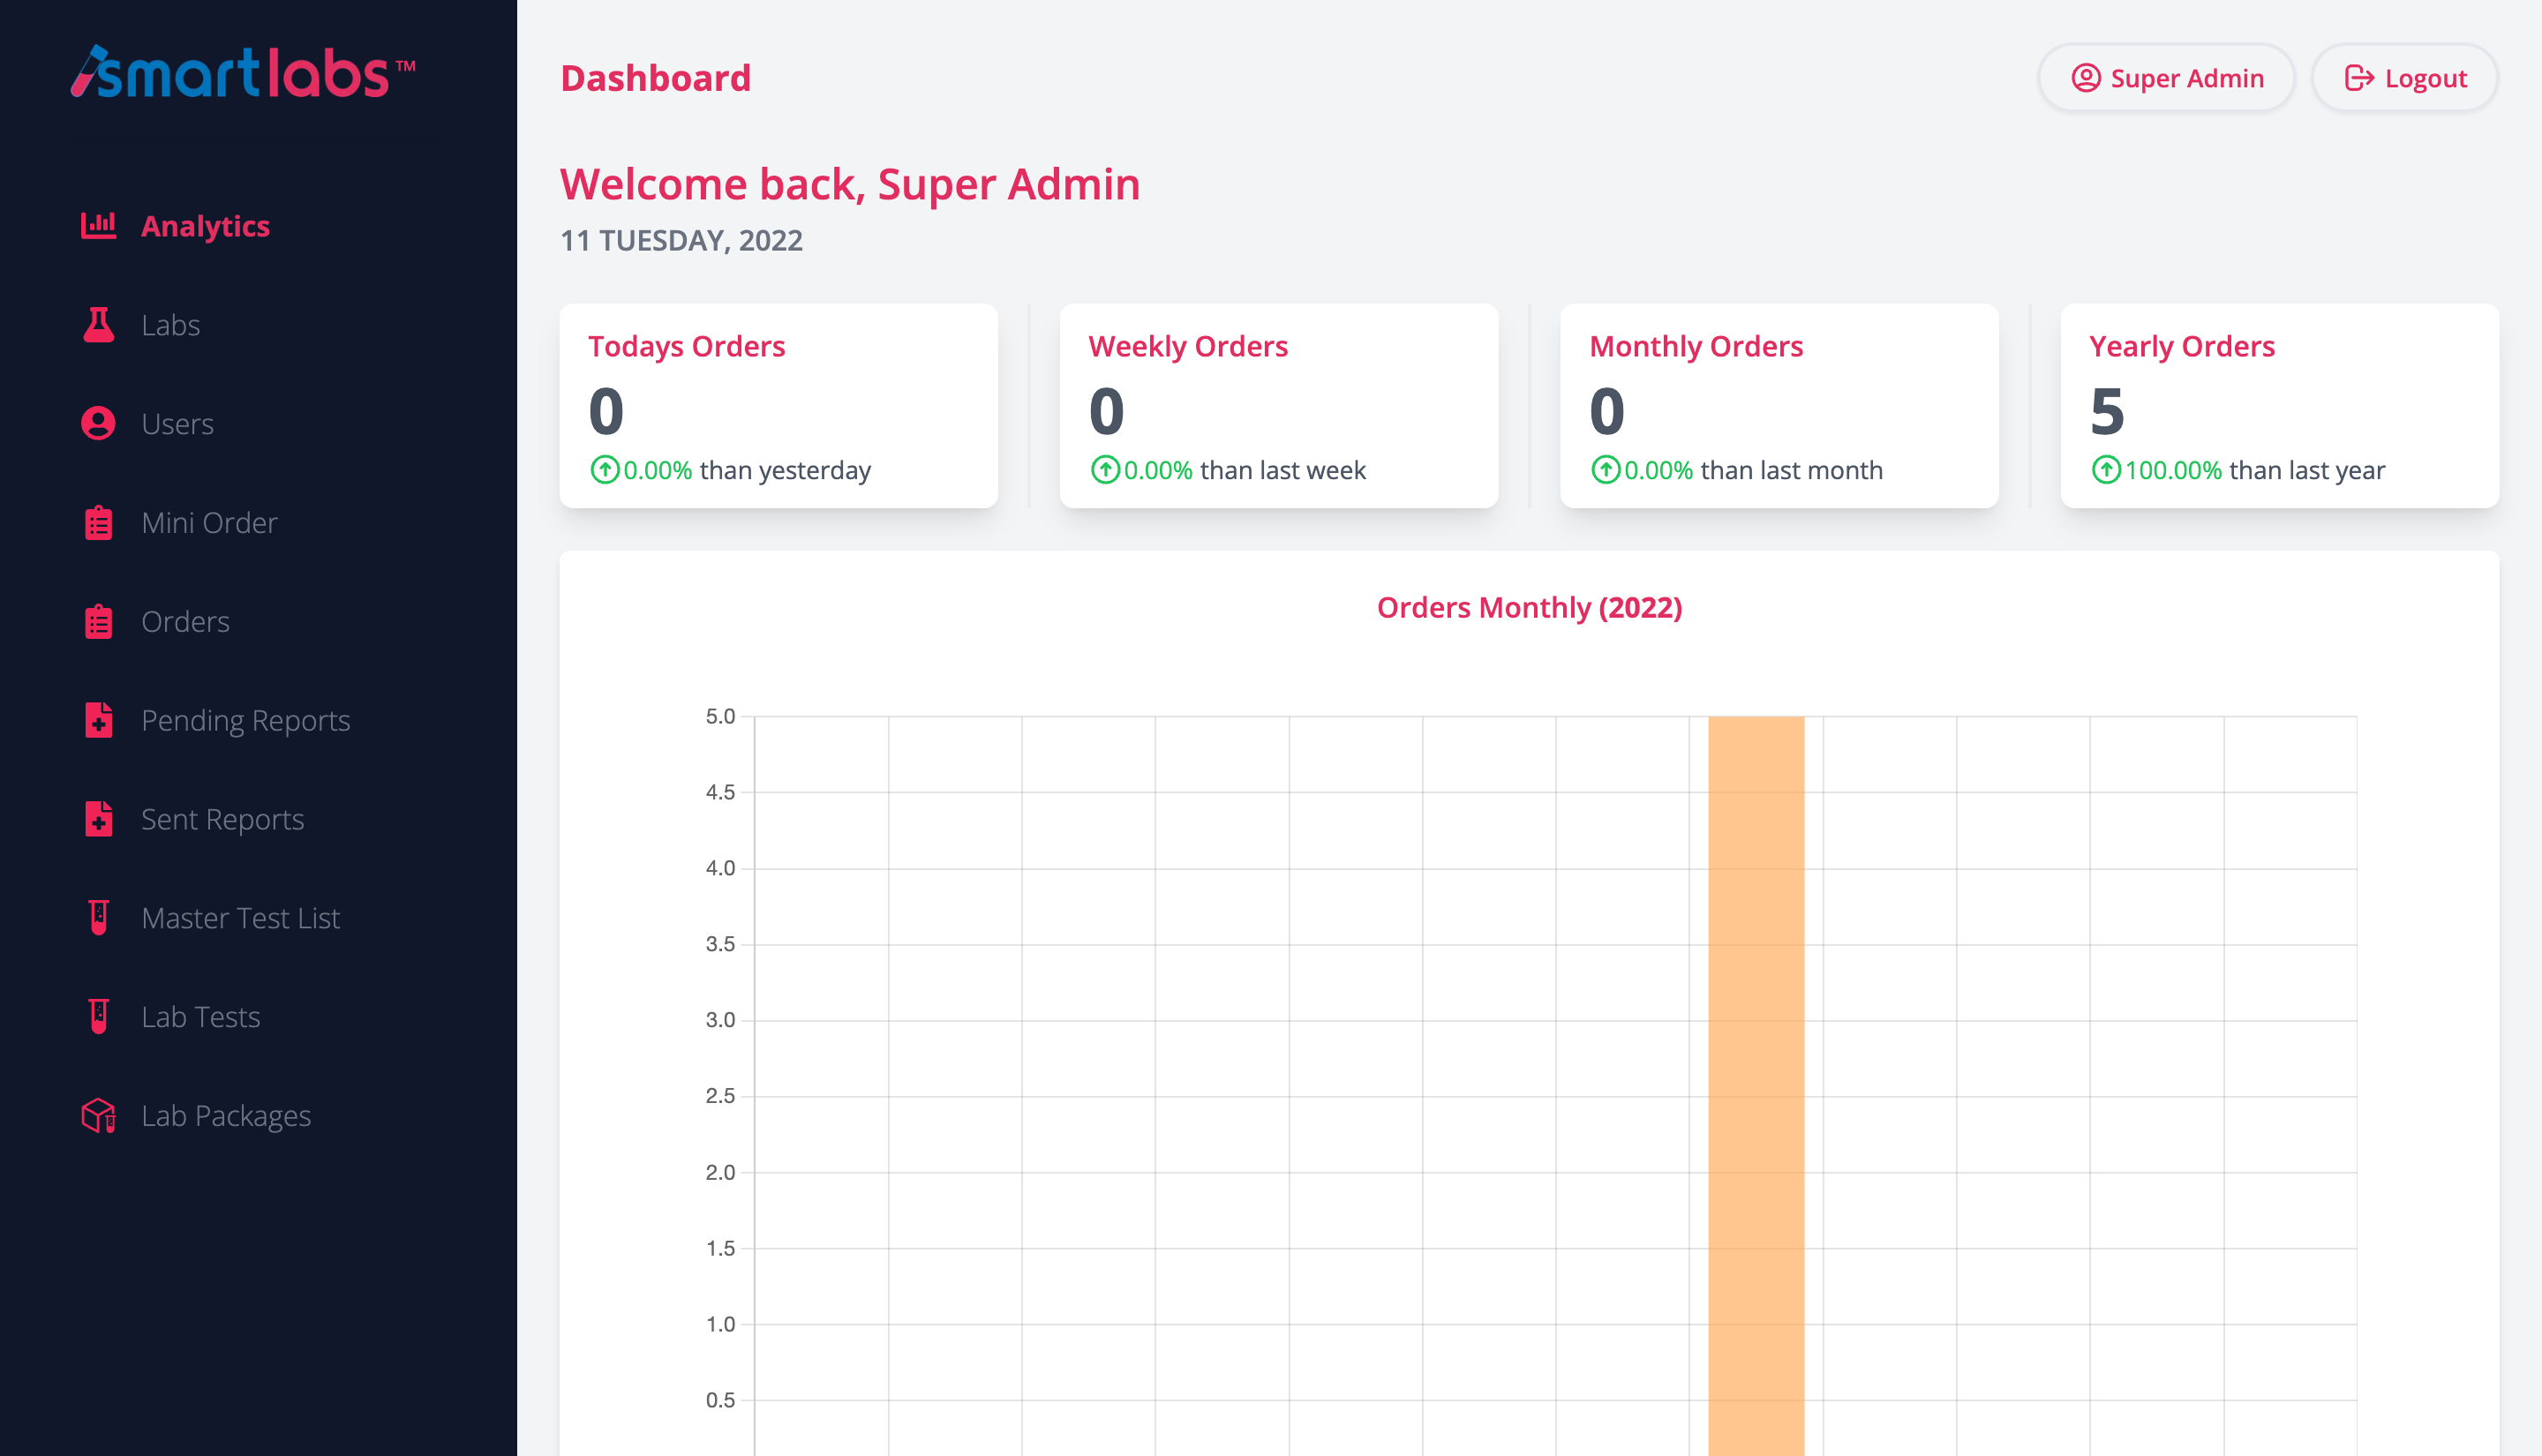 smartlabs™
Analytics
Labs
Users
Mini Order
Orders
Pending Reports
Sent Reports
Master Test List
Lab Tests
Lab Packages
Dashboard
Super Admin
Logout
Welcome back, Super Admin
11 TUESDAY, 2022
Todays Orders
0
0.00% than yesterday
Weekly Orders
0
0.00% than last week
Monthly Orders
0
0.00% than last month
Yearly Orders
5
100.00% than last year
Orders Monthly (2022)
5.0
4.5
4.0
3.5
3.0
2.5
2.0
1.5
1.0
0.5